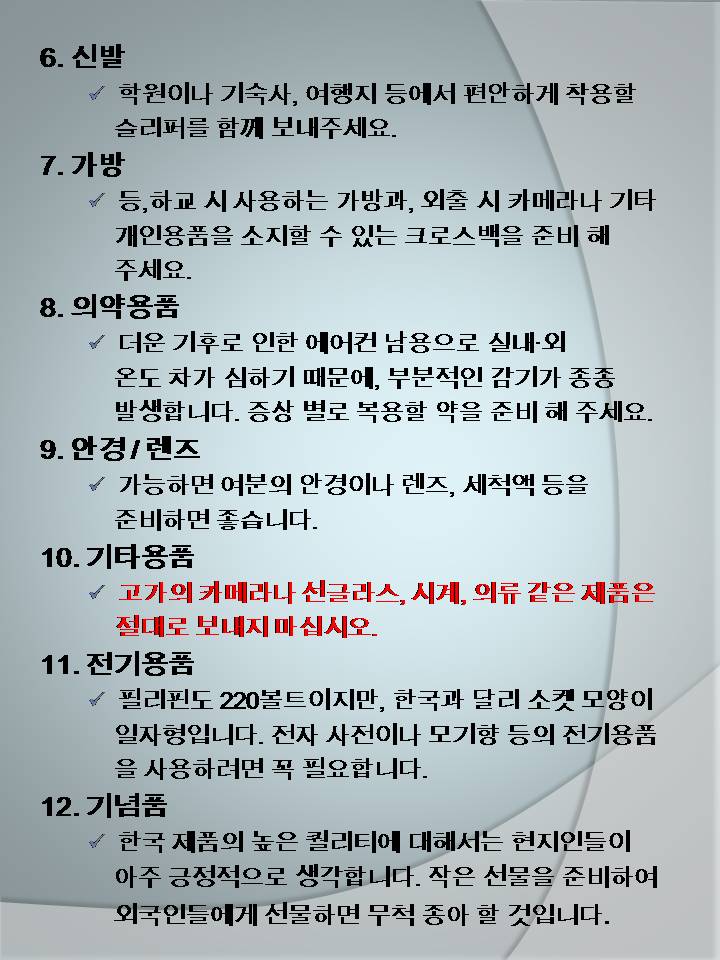 6. 신발
✓ 학원이나 기숙사, 여행지 등에서 편안하게 착용할
슬리퍼를 함께 보내주세요.
7. 가방
✓ 등,하교 시 사용하는 가방과, 외출 시 카메라나 기타
개인용품을 소지할 수 있는 크로스백을 준비 해
주세요.
8. 의약용품
✓ 더운 기후로 인한 에어컨 남용으로 실내·외
온도 차가 심하기 때문에, 부분적인 감기가 종종
발생합니다. 증상 별로 복용할 약을 준비 해 주세요.
9. 안경 / 렌즈
✓ 가능하면 여분의 안경이나 렌즈, 세척액 등을
준비하면 좋습니다.
10. 기타용품
✓ 고가의 카메라나 선글라스, 시계, 의류 같은 제품은
절대로 보내지 마십시오.
11. 전기용품
✓ 필리핀도 220볼트이지만, 한국과 달리 소켓 모양이
일자형입니다. 전자 사전이나 모기향 등의 전기용품
을 사용하려면 꼭 필요합니다.
12. 기념품
✓ 한국 제품의 높은 퀄리티에 대해서는 현지인들이
아주 긍정적으로 생각합니다. 작은 선물을 준비하여
외국인들에게 선물하면 무척 종아 할 것입니다.